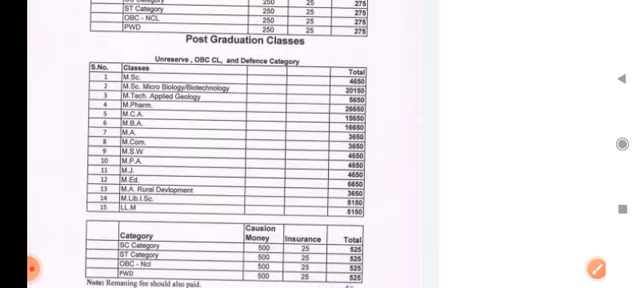 ST Category 250 25 275
OBC - NCL 250 25 275
PWD 250 25 275
Post Graduation Classes
Unreserve , OBC CL, and Defence Category
S.No. Classes Total
1 M.Sc. 4650
2 M.Sc. Micro Biology/Biotechnology 20150
3 M.Tech. Applied Geology 5650
4 M.Pharm. 26650
5 M.C.A. 15650
6 M.B.A. 16650
7 M.A. 3650
8 M.Com. 3650
9 M.S.W 4650
10 M.P.A. 4650
11 M.J. 4650
12 M.Ed. 6650
13 M.A. Rural Devlopment 3650
14 M.Lib.I.Sc. 5150
15 LL.M 5150
Category Causion Money Insurance Total
SC Category 500 25 525
ST Category 500 25 525
OBC - Ncl 500 25 525
PWD 500 25 525
Note: Remaning fee should also paid.